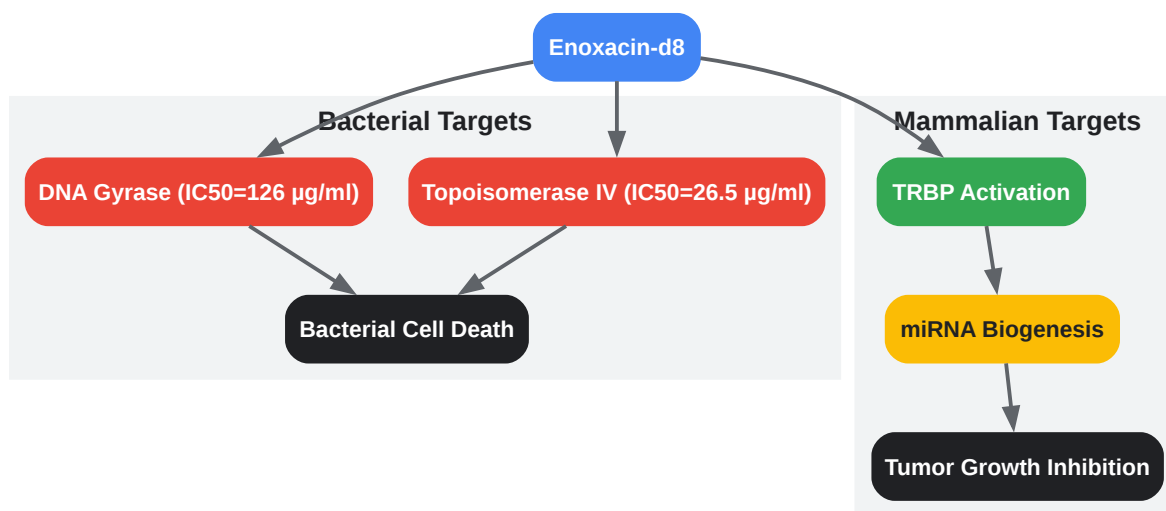 Enoxacin-d8
Bacterial Targets
Mammalian Targets
DNA Gyrase (IC50=126 µg/ml)
Topoisomerase IV (IC50=26.5 µg/ml)
TRBP Activation
Bacterial Cell Death
miRNA Biogenesis
Tumor Growth Inhibition